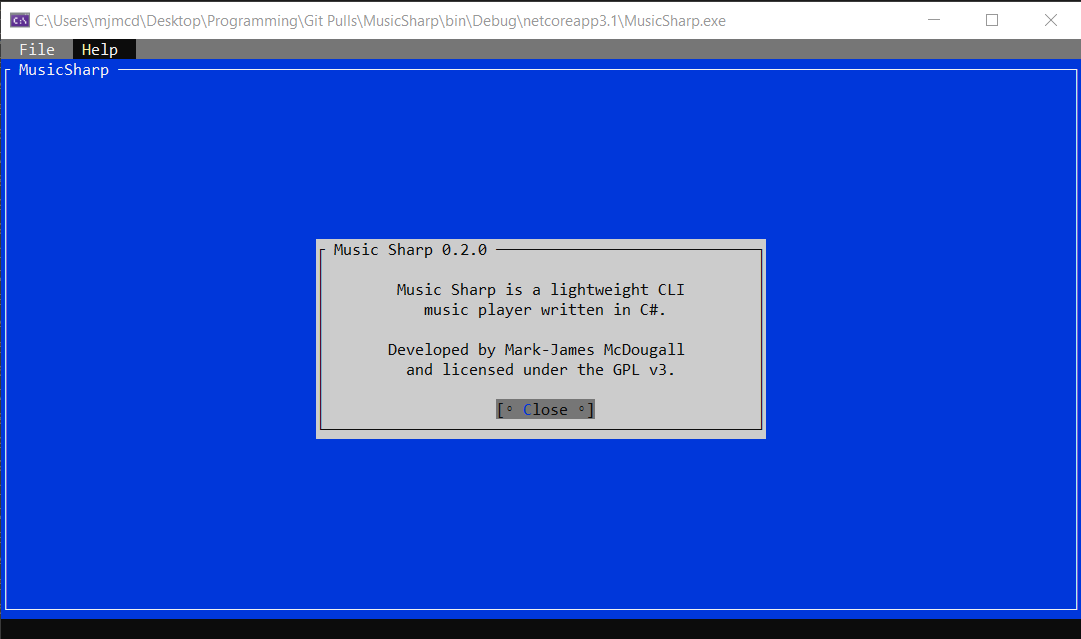 C:\Users\mjmcd\Desktop\Programming\Git Pulls\MusicSharp\bin\Debug\netcoreapp3.1\MusicSharp.exe
File Help
MusicSharp
Music Sharp 0.2.0
Music Sharp is a lightweight CLI
music player written in C#.
Developed by Mark-James McDougall
and licensed under the GPL v3.
[◦ Close ◦]